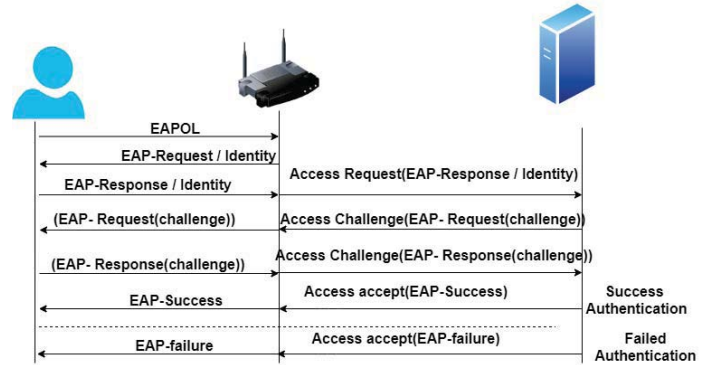 EAPOL
EAP-Request / Identity
EAP-Response / Identity
Access Request(EAP-Response / Identity)
(EAP- Request(challenge))
Access Challenge(EAP- Request(challenge))
(EAP- Response(challenge))
Access Challenge(EAP- Response(challenge))
EAP-Success
Access accept(EAP-Success)
Success
Authentication
EAP-failure
Access accept(EAP-failure)
Failed
Authentication